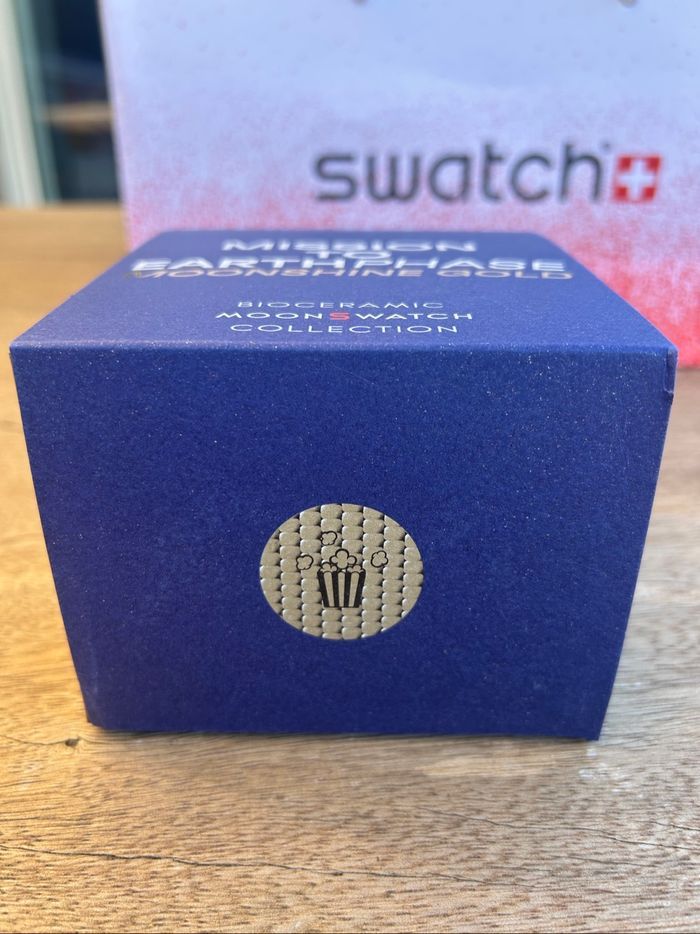 swatch
MISSION
TO
EARTHPHASE
MOONSHINE GOLD
BIOCERAMIC
MOONSWATCH
COLLECTION